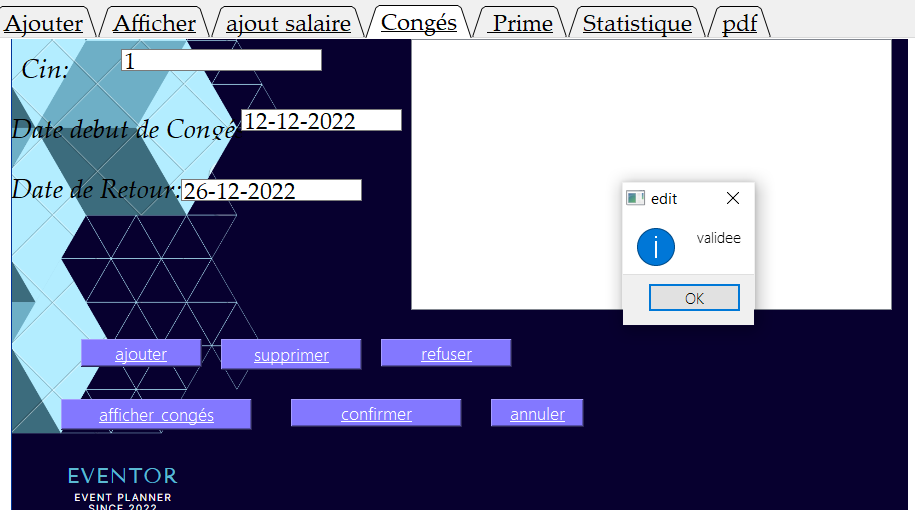 Ajouter Afficher ajout salaire Congés Prime Statistique pdf
Cin: 1
Date debut de Congé 12-12-2022
Date de Retour: 26-12-2022
edit
validee
OK
ajouter supprimer refuser
afficher congés confirmer annuler
EVENTOR
EVENT PLANNER
SINCE 2022